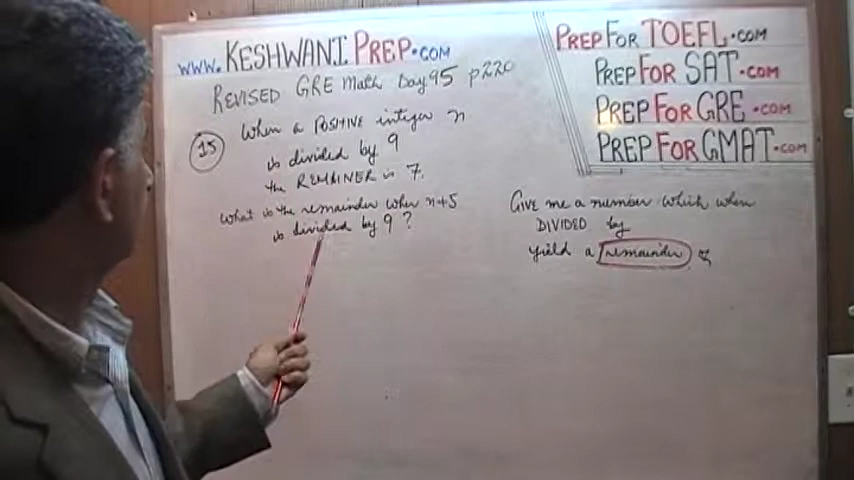 www. KESHWANI PREP.COM
REVISED GRE Math Day 95 p220
15 When a POSITIVE integer n
is divided by 9
the REMAINER is 7.
What is the remainder when n+5
is divided by 9 ?
PREP FOR TOEFL.COM
PREP FOR SAT.COM
PREP FOR GRE.COM
PREP FOR GMAT.COM
Give me a number which when
DIVIDED by
yield a remainder of